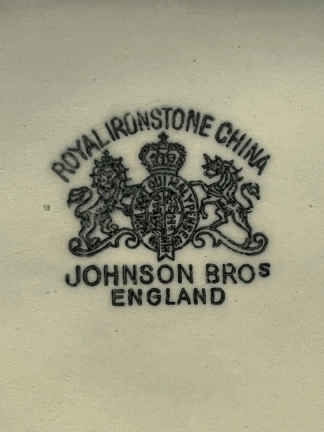 ROYAL IRONSTONE CHINA
JOHNSON BROS
ENGLAND